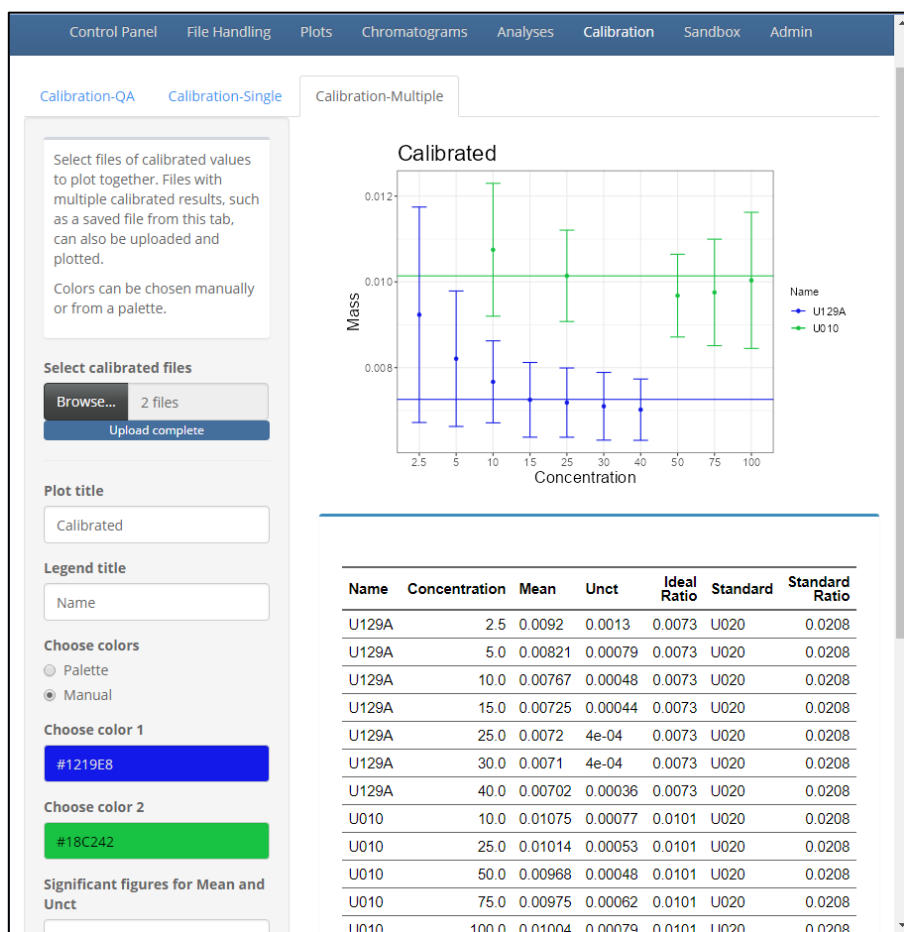 Control Panel File Handling Plots Chromatograms Analyses Calibration Sandbox Admin
Calibration-QA Calibration-Single Calibration-Multiple
Select files of calibrated values
to plot together. Files with
multiple calibrated results, such
as a saved file from this tab,
can also be uploaded and
plotted.
Colors can be chosen manually
or from a palette.
Select calibrated files
Browse... 2 files
Upload complete
Plot title
Calibrated
Legend title
Name
Choose colors
Palette
Manual
Choose color 1
#1219E8
Choose color 2
#18C242
Significant figures for Mean and
Unct
Calibrated
0.012
0.010
0.008
Mass
2.5 5 10 15 25 30 40 50 75 100
Concentration
Name
U129A
U010
Name Concentration Mean Unct Ideal Ratio Standard Standard Ratio
U129A 2.5 0.0092 0.0013 0.0073 U020 0.0208
U129A 5.0 0.00821 0.00079 0.0073 U020 0.0208
U129A 10.0 0.00767 0.00048 0.0073 U020 0.0208
U129A 15.0 0.00725 0.00044 0.0073 U020 0.0208
U129A 25.0 0.0072 4e-04 0.0073 U020 0.0208
U129A 30.0 0.0071 4e-04 0.0073 U020 0.0208
U129A 40.0 0.00702 0.00036 0.0073 U020 0.0208
U010 10.0 0.01075 0.00077 0.0101 U020 0.0208
U010 25.0 0.01014 0.00053 0.0101 U020 0.0208
U010 50.0 0.00968 0.00048 0.0101 U020 0.0208
U010 75.0 0.00975 0.00062 0.0101 U020 0.0208
U010 100.0 0.01004 0.00079 0.0101 U020 0.0208